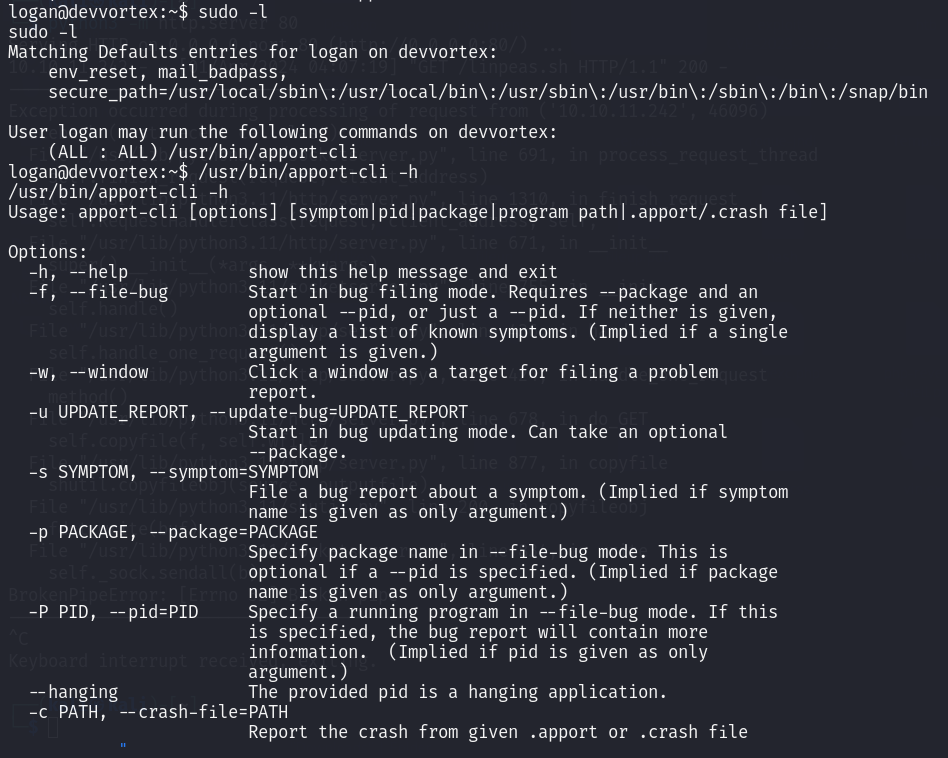 logan@devvortex:~$ sudo -l
sudo -l
Matching Defaults entries for logan on devvortex:
    env_reset, mail_badpass,
    secure_path=/usr/local/sbin\:/usr/local/bin\:/usr/sbin\:/usr/bin\:/sbin\:/bin\:/snap/bin

User logan may run the following commands on devvortex:
    (ALL : ALL) /usr/bin/apport-cli
logan@devvortex:~$ /usr/bin/apport-cli -h
/usr/bin/apport-cli -h
Usage: apport-cli [options] [symptom|pid|package|program path|.apport/.crash file]

Options:
  -h, --help            show this help message and exit
  -f, --file-bug        Start in bug filing mode. Requires --package and an
                        optional --pid, or just a --pid. If neither is given,
                        display a list of known symptoms. (Implied if a single
                        argument is given.)
  -w, --window          Click a window as a target for filing a problem
                        report.
  -u UPDATE_REPORT, --update-bug=UPDATE_REPORT
                        Start in bug updating mode. Can take an optional
                        --package.
  -s SYMPTOM, --symptom=SYMPTOM
                        File a bug report about a symptom. (Implied if symptom
                        name is given as only argument.)
  -p PACKAGE, --package=PACKAGE
                        Specify package name in --file-bug mode. This is
                        optional if a --pid is specified. (Implied if package
                        name is given as only argument.)
  -P PID, --pid=PID     Specify a running program in --file-bug mode. If this
                        is specified, the bug report will contain more
                        information.  (Implied if pid is given as only
                        argument.)
  --hanging             The provided pid is a hanging application.
  -c PATH, --crash-file=PATH
                        Report the crash from given .apport or .crash file
"